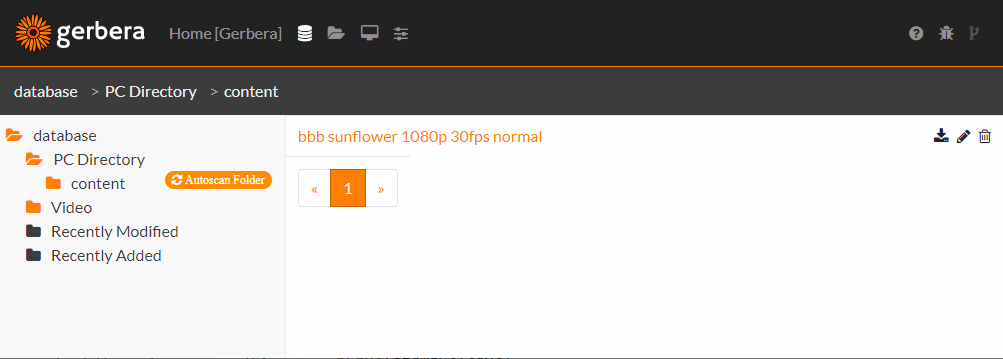 gerbera Home [Gerbera]
database > PC Directory > content
database
PC Directory
content Autoscan Folder
Video
Recently Modified
Recently Added
bbb sunflower 1080p 30fps normal
« 1 »